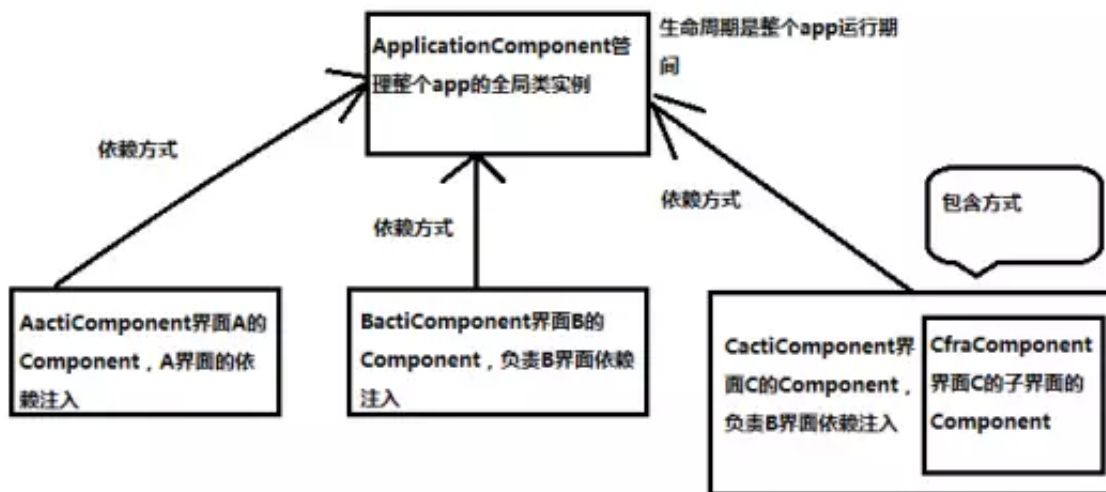 ApplicationComponent管
理整个app的全局类实例
生命周期是整个app运行期
间
依赖方式
依赖方式
依赖方式
包含方式
AactiComponent界面A的
Component，A界面的依
赖注入
BactiComponent界面B的
Component，负责B界面依赖
注入
CactiComponent界
面C的Component，
负责B界面依赖注入
CfraComponent
界面C的子界面的
Component